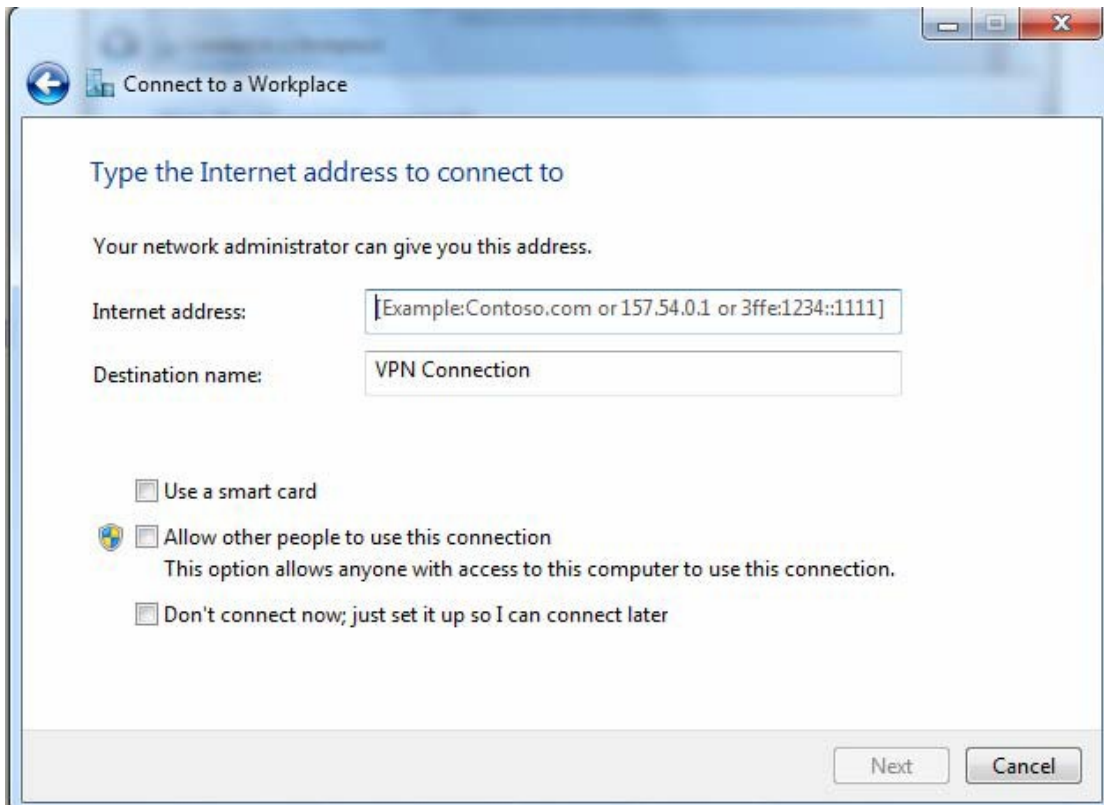 Connect to a Workplace
Type the Internet address to connect to
Your network administrator can give you this address.
Internet address:
[Example:Contoso.com or 157.54.0.1 or 3ffe:1234::1111]
Destination name:
VPN Connection
Use a smart card
Allow other people to use this connection
This option allows anyone with access to this computer to use this connection.
Don't connect now; just set it up so I can connect later
Next
Cancel